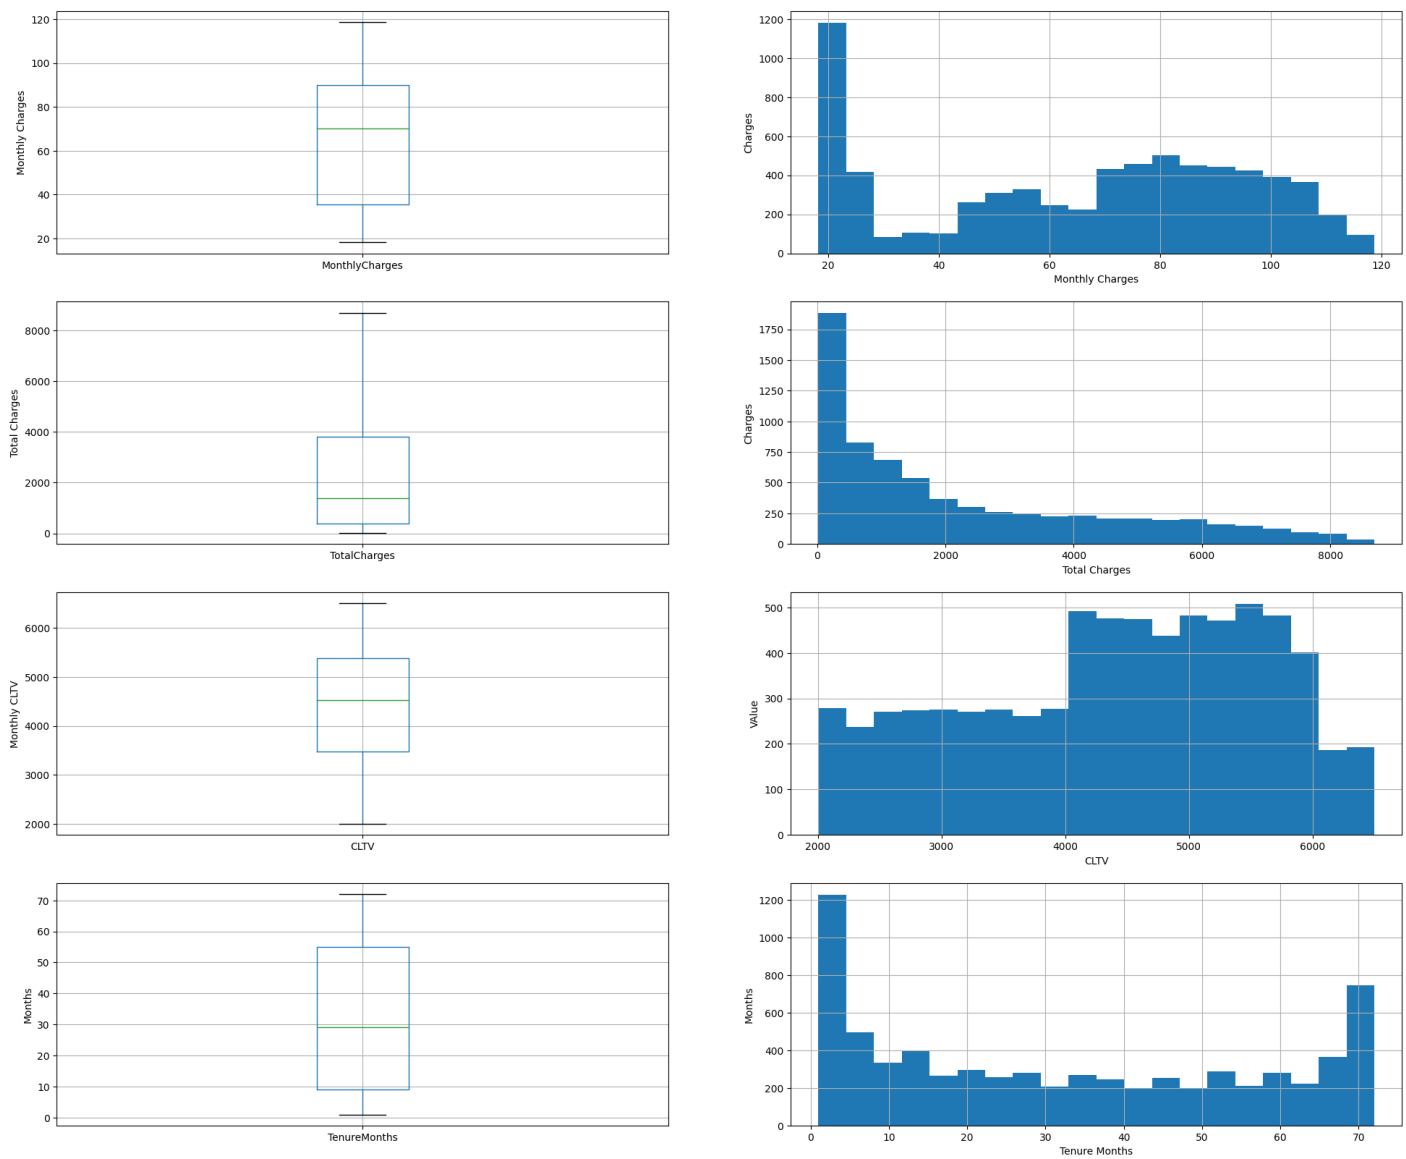 120
100
80
60
40
20
Monthly Charges
MonthlyCharges
1200
1000
800
600
400
200
0
Charges
20 40 60 80 100 120
Monthly Charges
8000
6000
4000
2000
0
Total Charges
TotalCharges
1750
1500
1250
1000
750
500
250
0
Charges
0 2000 4000 6000 8000
Total Charges
6000
5000
4000
3000
2000
Monthly CLTV
CLTV
500
400
300
200
100
0
VAlue
2000 3000 4000 5000 6000
CLTV
70
60
50
40
30
20
10
0
Months
TenureMonths
1200
1000
800
600
400
200
0
Months
0 10 20 30 40 50 60 70
Tenure Months